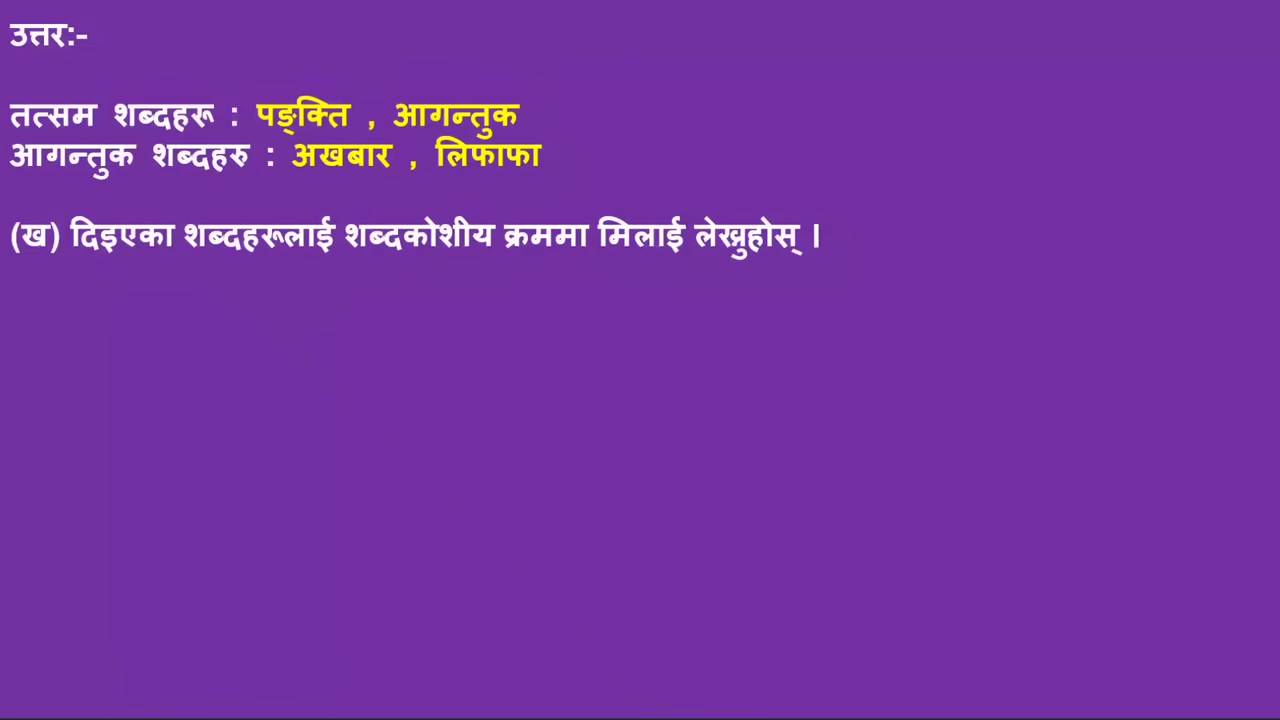 उत्तर:-
तत्सम शब्दहरू : पङ्क्ति , आगन्तुक
आगन्तुक शब्दहरु : अखबार , लिफाफा
(ख) दिइएका शब्दहरूलाई शब्दकोशीय क्रममा मिलाई लेख्नुहोस् ।